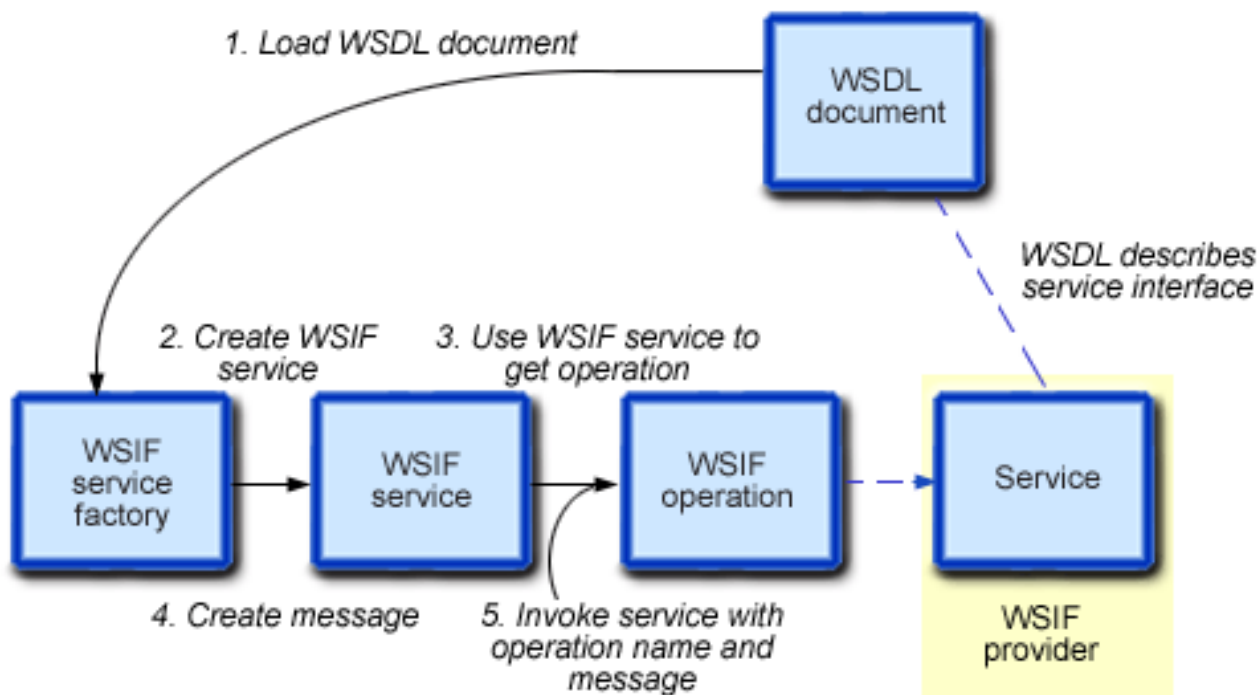 1. Load WSDL document
WSDL
document
WSDL describes
service interface
2. Create WSIF
service
3. Use WSIF service to
get operation
WSIF
service
factory
WSIF
service
WSIF
operation
Service
4. Create message
5. Invoke service with
operation name and
message
WSIF
provider